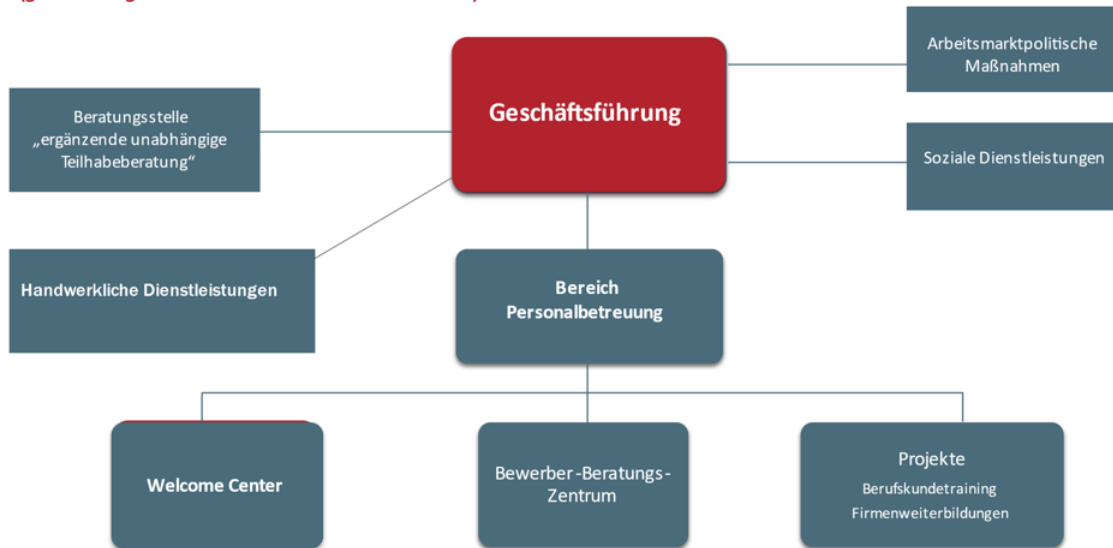 Arbeitsmarktpolitische
Maßnahmen
Geschäftsführung
Beratungsstelle
„ergänzende unabhängige
Teilhabeberatung“
Soziale Dienstleistungen
Handwerkliche Dienstleistungen
Bereich
Personalbetreuung
Welcome Center
Bewerber-Beratungs-
Zentrum
Projekte
Berufskundetraining
Firmenweiterbildungen